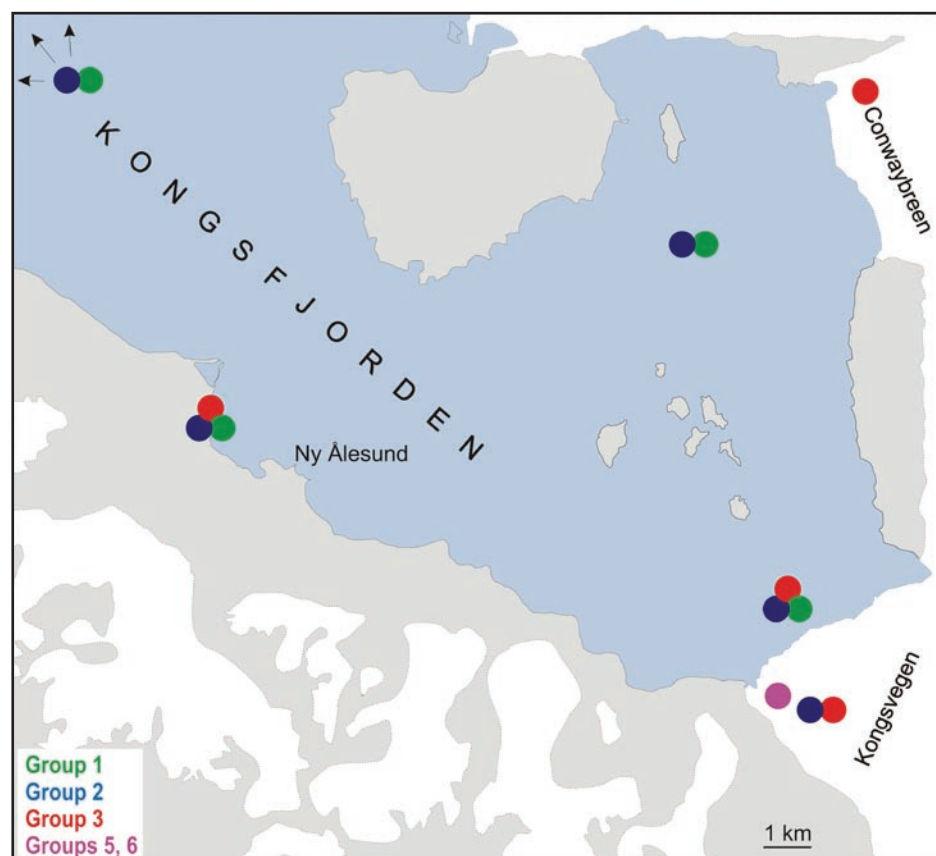 KONGSFJORDEN
Conwaybreen
Ny Ålesund
Kongsvegen
Group 1
Group 2
Group 3
Groups 5, 6
1 km